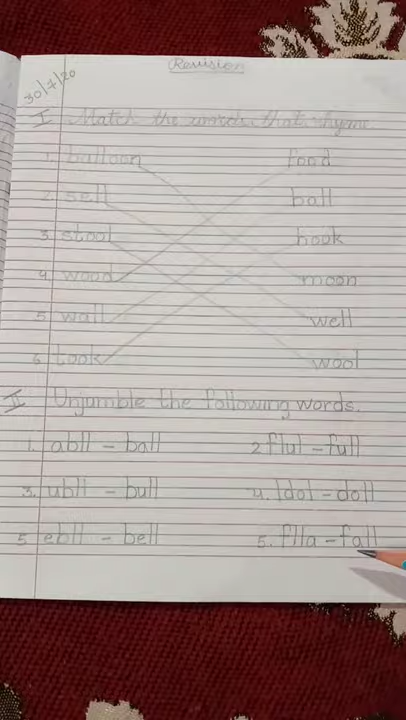 Revision
30/7/20
I Match the words that rhyme.
1. balloon food
2. sell ball
3. stool hook
4. wood moon
5. wall well
6. took wool
II Unjumble the following words.
1. abll - ball 2. flul - full
3. ubll - bull 4. ldol - doll
5. ebll - bell 5. flla - fall